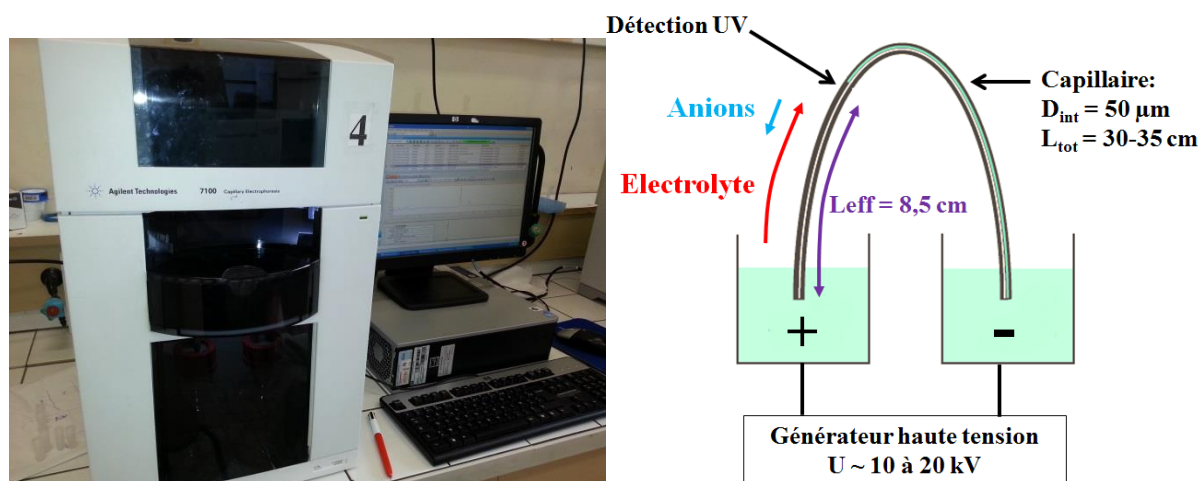 4
Agilent Technologies
7100 Capillary Electrophoresis
hp
Détection UV
Anions
Electrolyte
Leff = 8,5 cm
Capillaire:
Dint = 50 µm
Ltot = 30-35 cm
+
-
Générateur haute tension
U ~ 10 à 20 kV